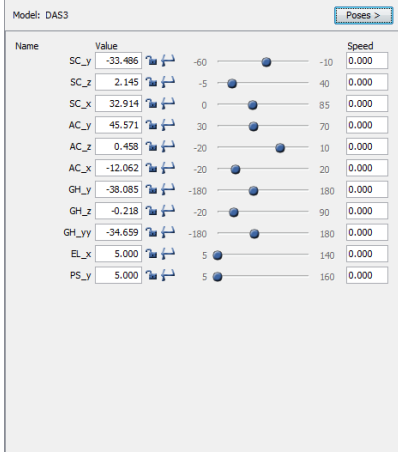 Model: DAS3 Poses >
Name Value Speed
SC_y -33.486 -60 -10 0.000
SC_z 2.145 -5 40 0.000
SC_x 32.914 0 85 0.000
AC_y 45.571 30 70 0.000
AC_z 0.458 -20 10 0.000
AC_x -12.062 -20 20 0.000
GH_y -38.085 -180 180 0.000
GH_z -0.218 -20 90 0.000
GH_yy -34.659 -180 180 0.000
EL_x 5.000 5 140 0.000
PS_y 5.000 5 160 0.000